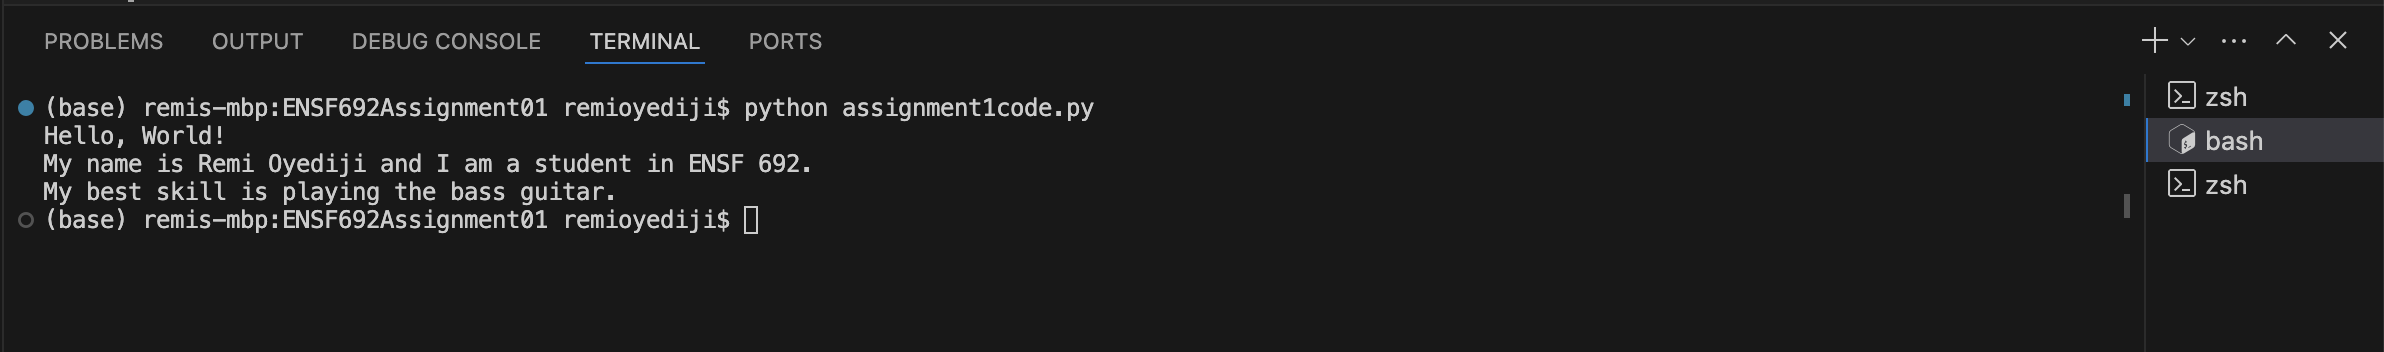 PROBLEMS OUTPUT DEBUG CONSOLE TERMINAL PORTS
(base) remis-mbp:ENSF692Assignment01 remioyediji$ python assignment1code.py
Hello, World!
My name is Remi Oyediji and I am a student in ENSF 692.
My best skill is playing the bass guitar.
(base) remis-mbp:ENSF692Assignment01 remioyediji$
zsh
bash
zsh